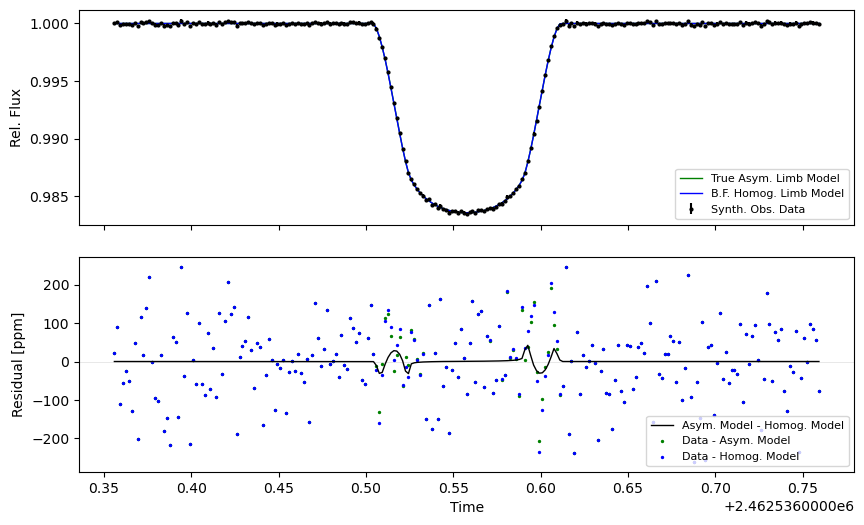 1.000
0.995
0.990
0.985
Rel. Flux
True Asym. Limb Model
B.F. Homog. Limb Model
Synth. Obs. Data
200
100
0
−100
−200
Residual [ppm]
Asym. Model - Homog. Model
Data - Asym. Model
Data - Homog. Model
0.35 0.40 0.45 0.50 0.55 0.60 0.65 0.70 0.75
Time
+2.4625360000e6